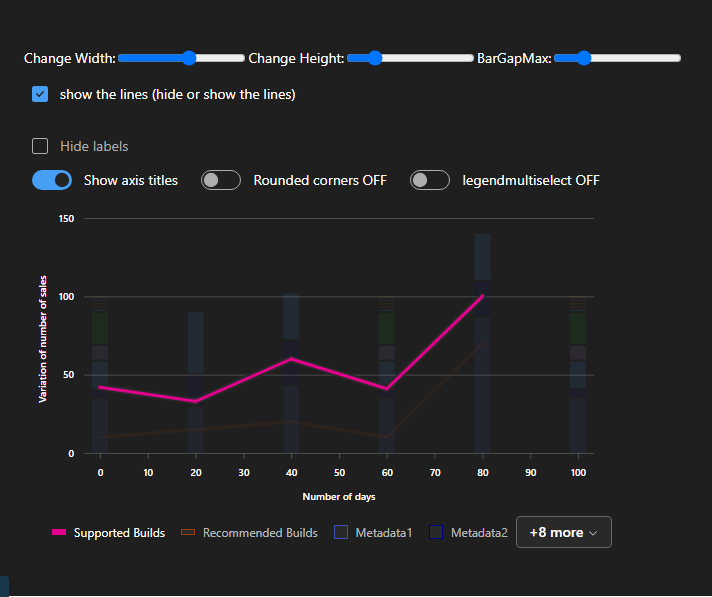 Change Width: Change Height: BarGapMax:
show the lines (hide or show the lines)
Hide labels
Show axis titles Rounded corners OFF legendmultiselect OFF
150
100
50
0
Variation of number of sales
0 10 20 30 40 50 60 70 80 90 100
Number of days
Supported Builds Recommended Builds Metadata1 Metadata2 +8 more